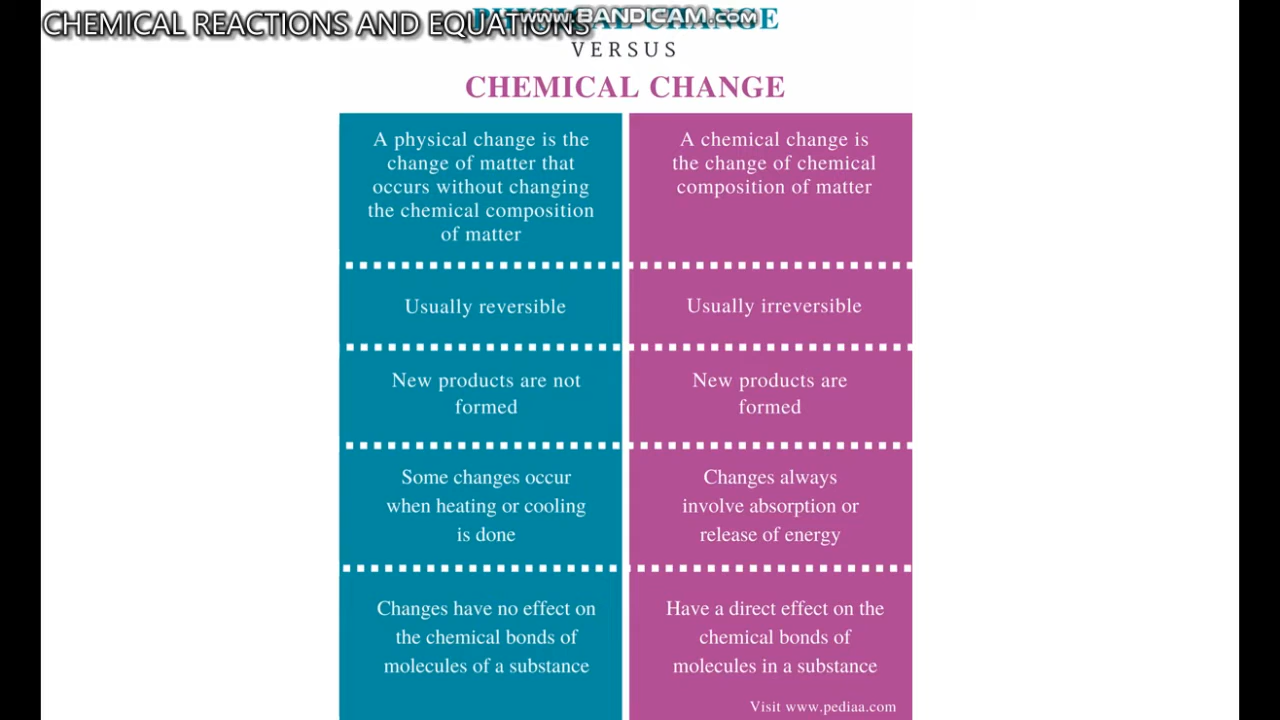 CHEMICAL REACTIONS AND EQUATIONS
www.BANDICAM.com
PHYSICAL CHANGE
VERSUS
CHEMICAL CHANGE
A physical change is the
change of matter that
occurs without changing
the chemical composition
of matter
A chemical change is
the change of chemical
composition of matter
Usually reversible
Usually irreversible
New products are not
formed
New products are
formed
Some changes occur
when heating or cooling
is done
Changes always
involve absorption or
release of energy
Changes have no effect on
the chemical bonds of
molecules of a substance
Have a direct effect on the
chemical bonds of
molecules in a substance
Visit www.pediaa.com